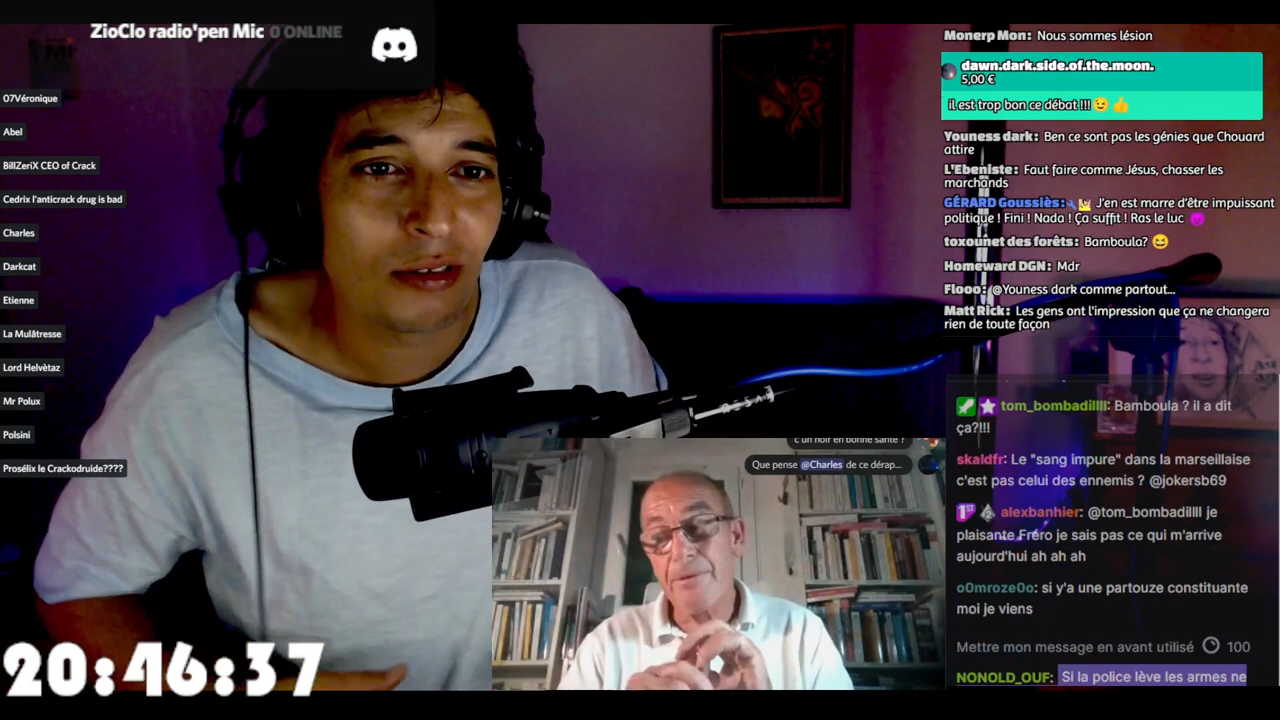 ZioClo radio'pen Mic 0 ONLINE
07Véronique
Abel
BillZeriX CEO of Crack
Cedrix l'anticrack drug is bad
Charles
Darkcat
Etienne
La Mulâtresse
Lord Helvètaz
Mr Polux
Polsini
Prosélix le Crackodruide????
20:46:37
c un noir en bonne santé ?
Que pense @Charles de ce dérap...
Monerp Mon: Nous sommes lésion
dawn.dark.side.of.the.moon.
5,00 €
il est trop bon ce débat !!!😉👍
Youness dark: Ben ce sont pas les génies que Chouard
attire
L'Ebeniste: Faut faire comme Jésus, chasser les
marchands
GÉRARD Goussiès: J'en est marre d'être impuissant
politique ! Fini ! Nada ! Ça suffit ! Ras le luc 😈
toxounet des forêts: Bamboula? 😆
Homeward DGN: Mdr
Flooo: @Youness dark comme partout...
Matt Rick: Les gens ont l'impression que ça ne changera
rien de toute façon
tom_bombadillll: Bamboula ? il a dit
ça?!!!
skaldfr: Le "sang impure" dans la marseillaise
c'est pas celui des ennemis ? @jokersb69
1ST 2 alexbanhier: @tom_bombadillll je
plaisante Fréro je sais pas ce qui m'arrive
aujourd'hui ah ah ah
o0mroze0o: si y'a une partouze constituante
moi je viens
Mettre mon message en avant utilisé 100
NONOLD_OUF: Si la police lève les armes ne